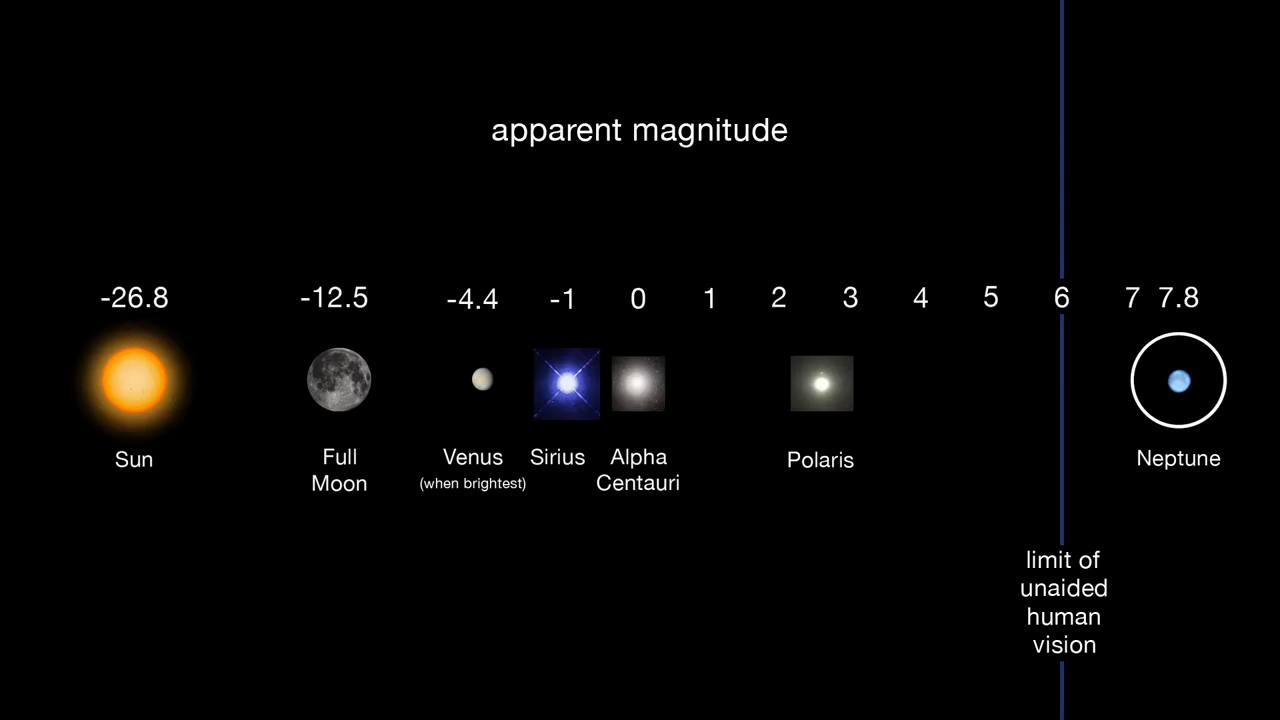 apparent magnitude
-26.8 -12.5 -4.4 -1 0 1 2 3 4 5 6 7 7.8
Sun
Full
Moon
Venus
(when brightest)
Sirius
Alpha
Centauri
Polaris
Neptune
limit of
unaided
human
vision